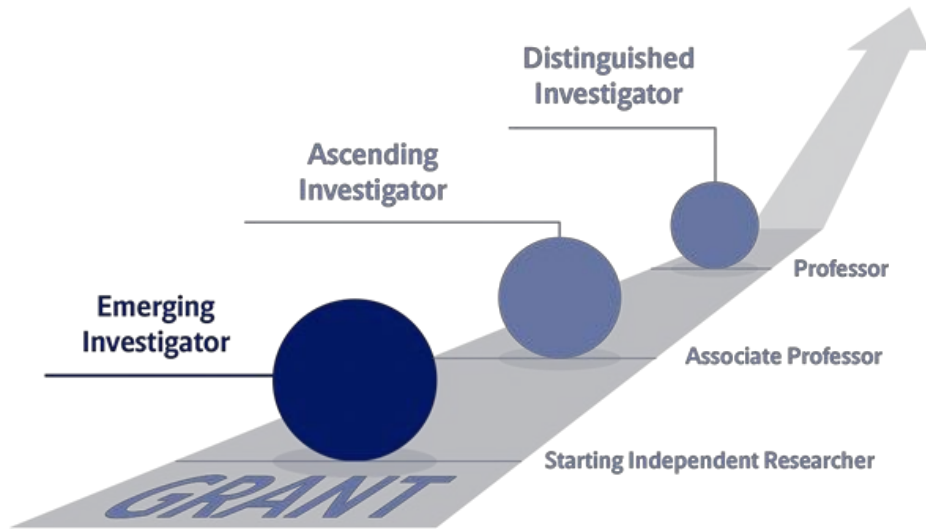 Distinguished
Investigator
Ascending
Investigator
Professor
Emerging
Investigator
Associate Professor
Starting Independent Researcher
GRANT